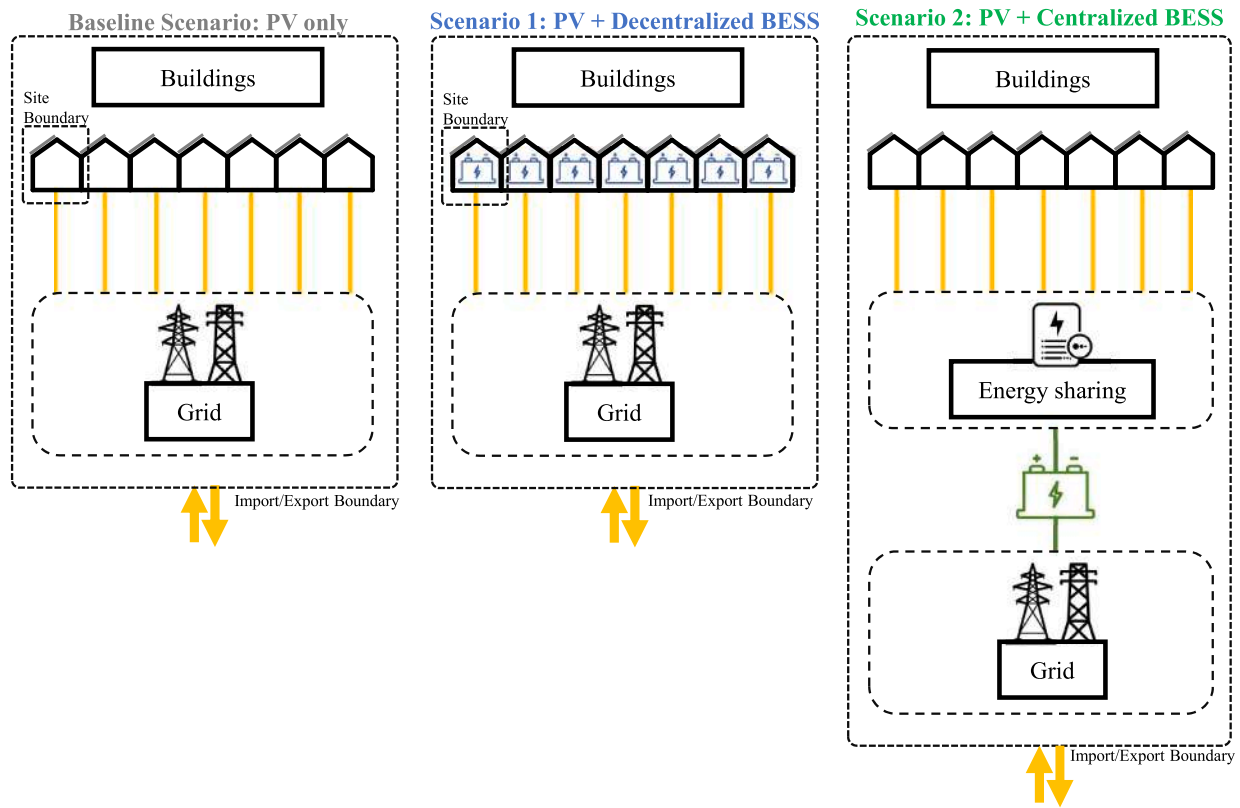 Baseline Scenario: PV only
Buildings
Site
Boundary
Grid
Import/Export Boundary
Scenario 1: PV + Decentralized BESS
Buildings
Site
Boundary
Grid
Import/Export Boundary
Scenario 2: PV + Centralized BESS
Buildings
Energy sharing
+ −
Grid
Import/Export Boundary